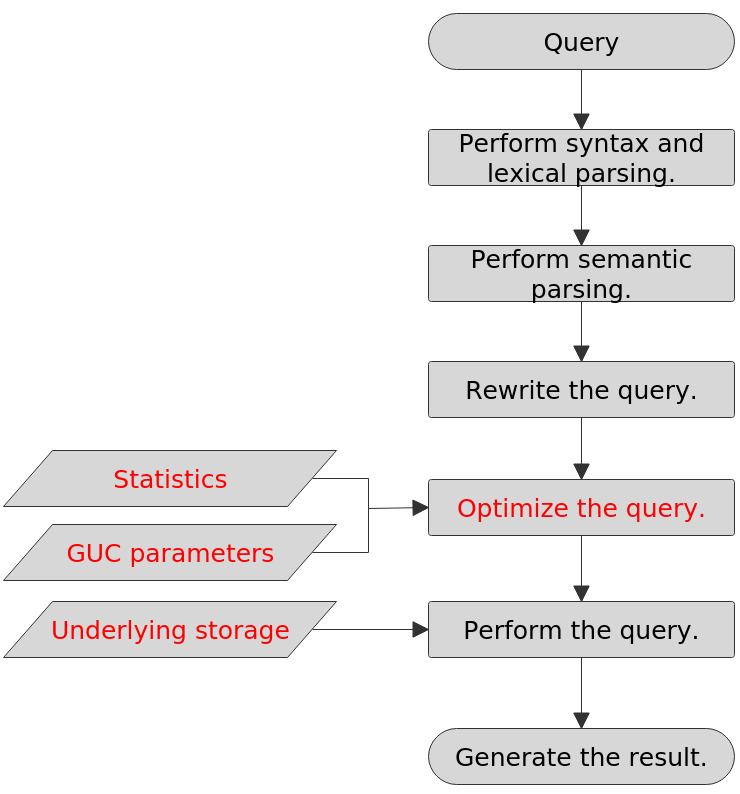 Query
Perform syntax and
lexical parsing.
Perform semantic
parsing.
Rewrite the query.
Statistics
Optimize the query.
GUC parameters
Underlying storage
Perform the query.
Generate the result.